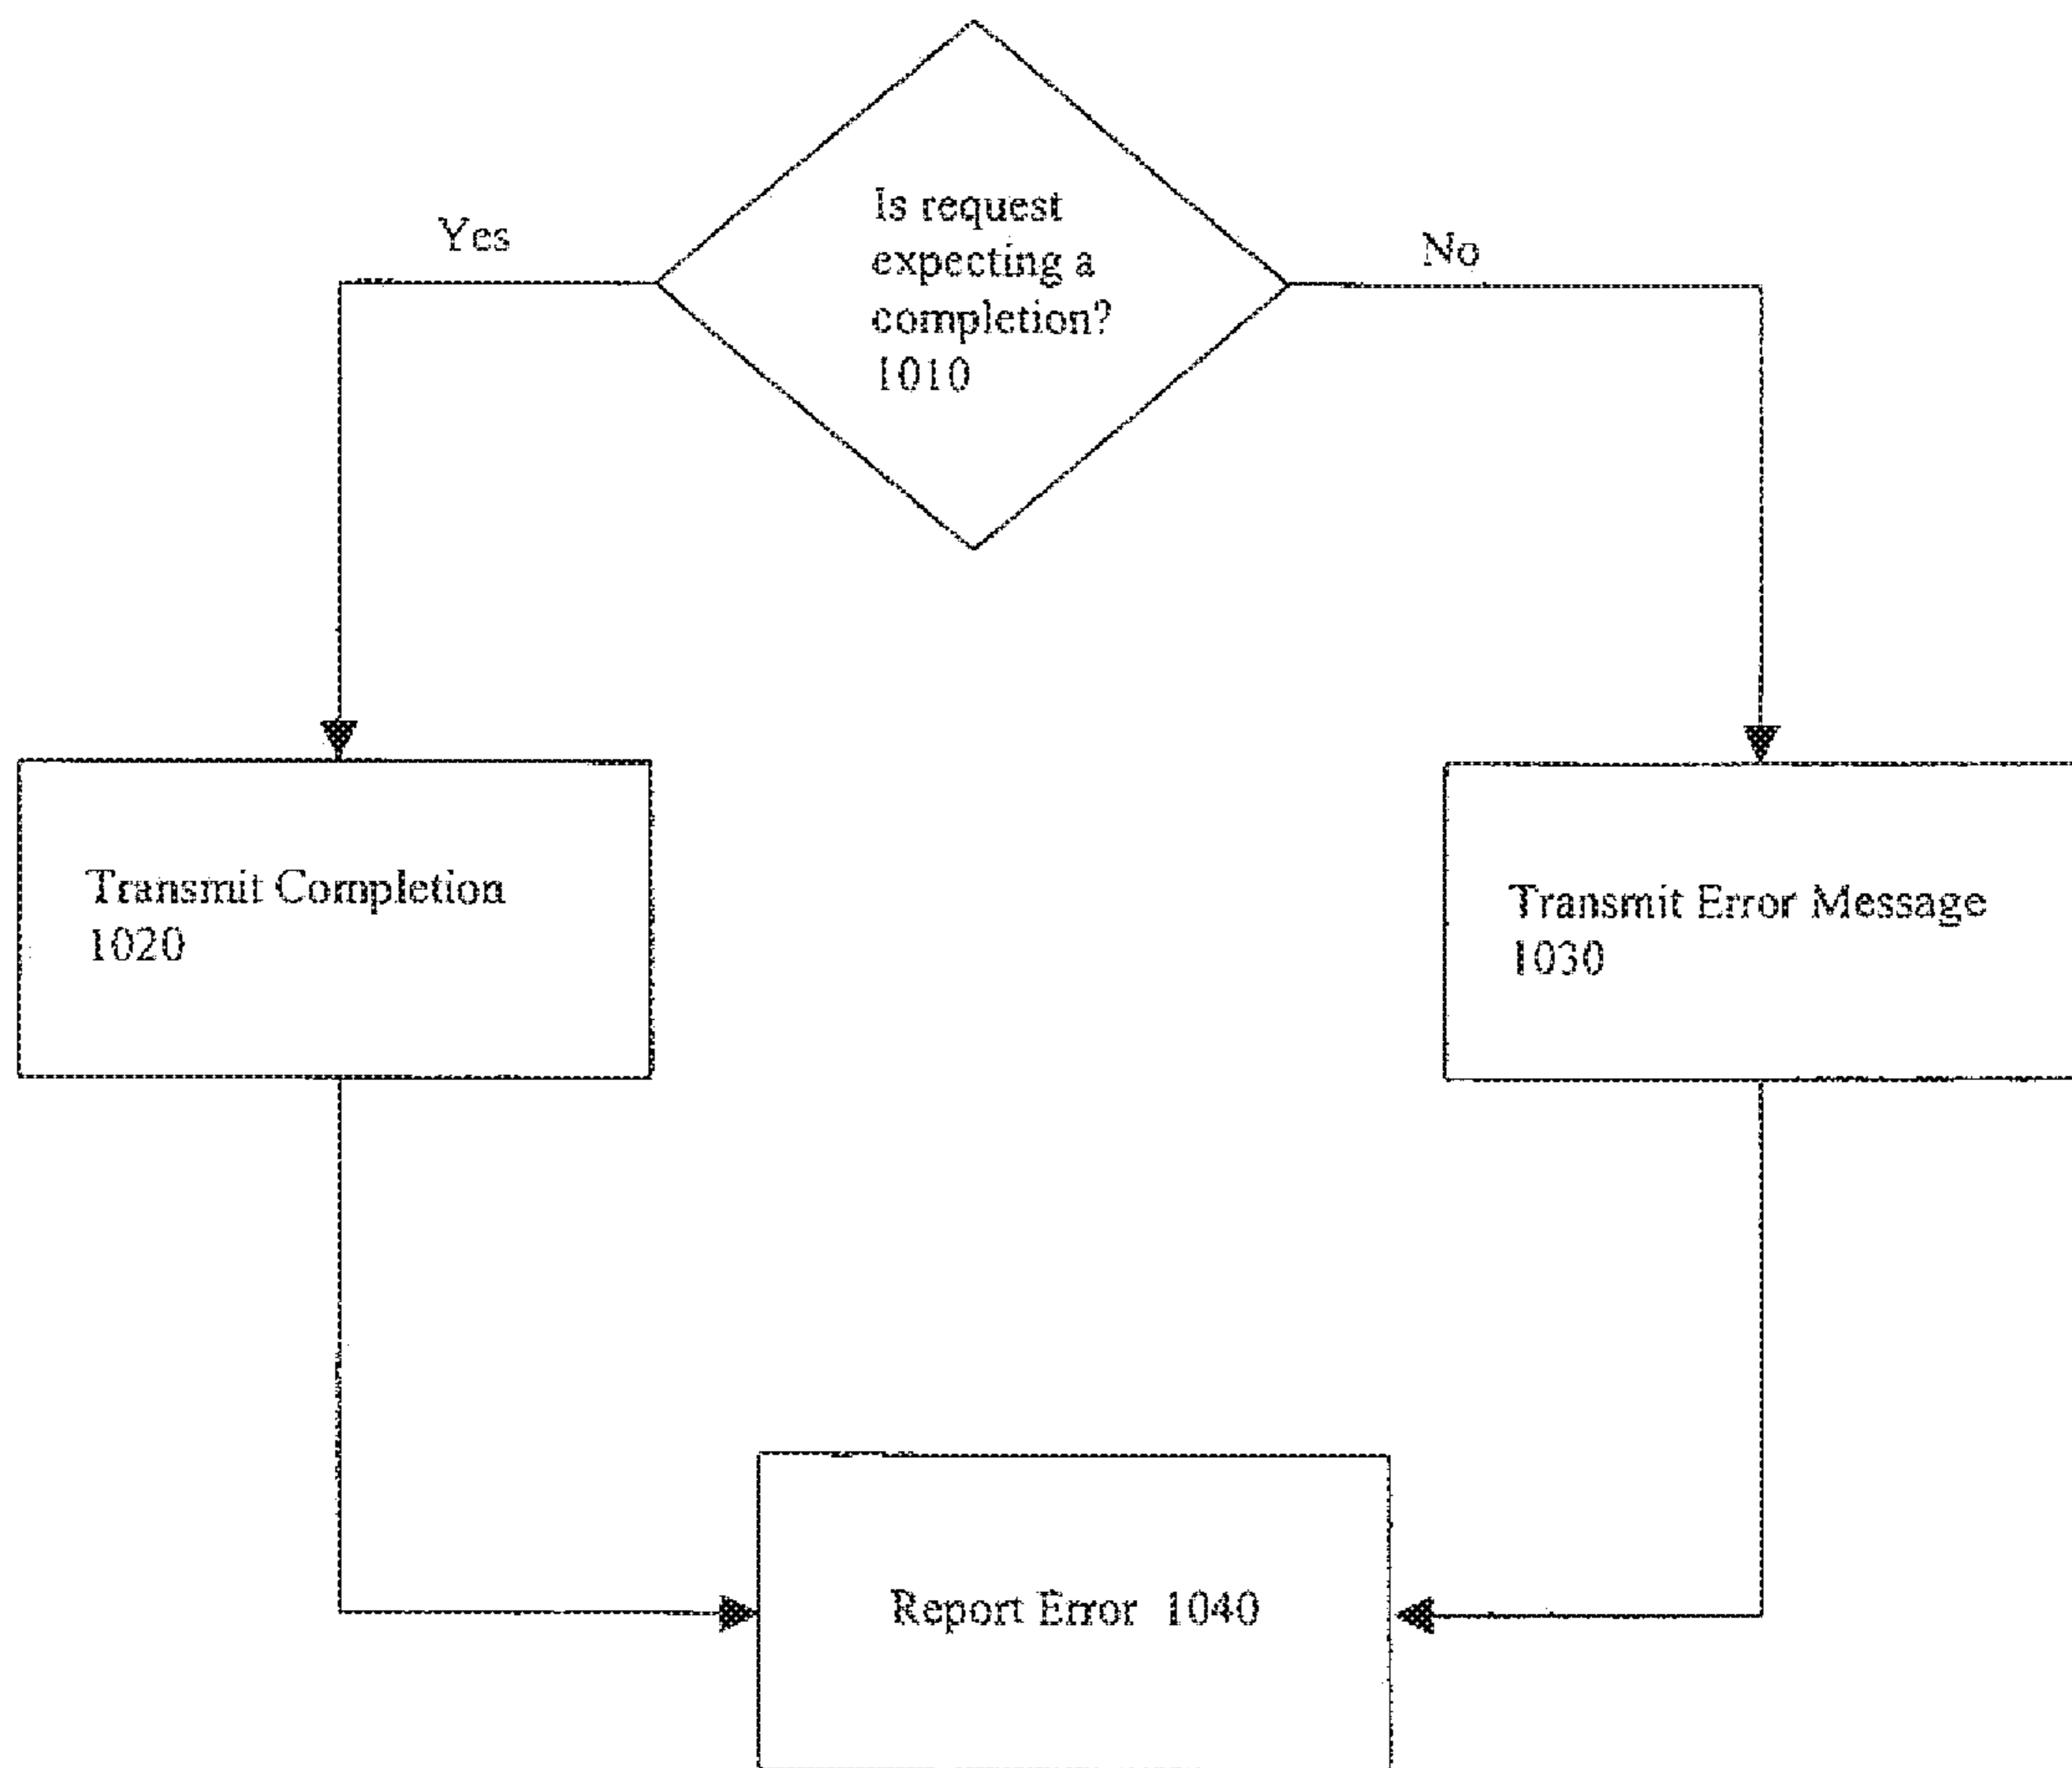 Is request
expecting a
completion?
1010
Yes
No
Transmit Completion
1020
Transmit Error Message
1030
Report Error 1040